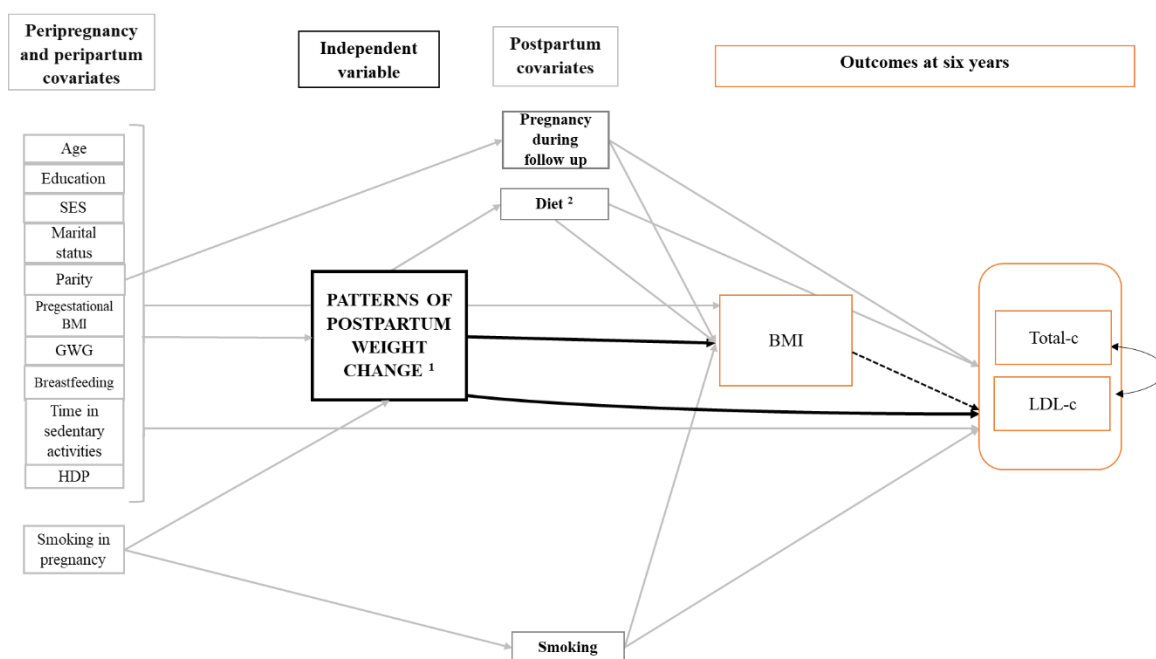 Peripregnancy
and peripartum
covariates
Independent
variable
Postpartum
covariates
Outcomes at six years
Age
Education
SES
Marital
status
Parity
Pregestational
BMI
GWG
Breastfeeding
Time in
sedentary
activities
HDP
Smoking in
pregnancy
PATTERNS OF
POSTPARTUM
WEIGHT
CHANGE ¹
Pregnancy
during
follow up
Diet ²
Smoking
BMI
Total-c
LDL-c